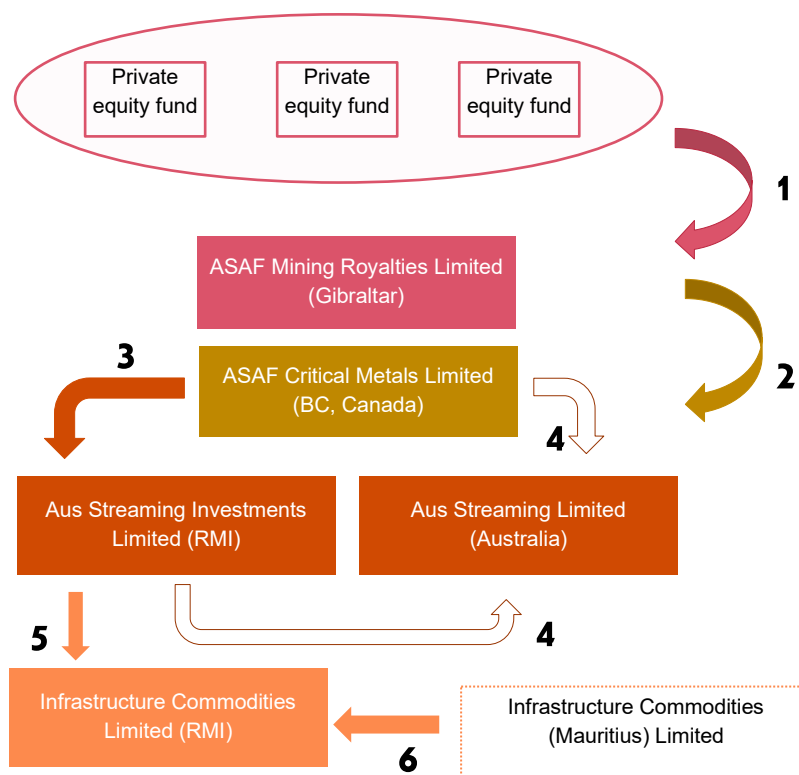 Private
equity fund
Private
equity fund
Private
equity fund
1
ASAF Mining Royalties Limited
(Gibraltar)
2
3
ASAF Critical Metals Limited
(BC, Canada)
4
Aus Streaming Investments
Limited (RMI)
Aus Streaming Limited
(Australia)
5
4
Infrastructure Commodities
Limited (RMI)
Infrastructure Commodities
(Mauritius) Limited
6